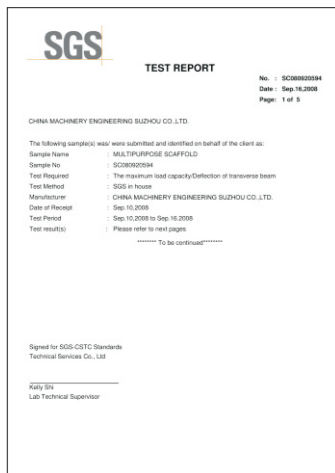 SGS
TEST REPORT
No. : SC080920594
Date : Sep.16,2008
Page: 1 of 5
CHINA MACHINERY ENGINEERING SUZHOU CO.,LTD.
The following sample(s) was/ were submitted and identified on behalf of the client as:
Sample Name : MULTIPURPOSE SCAFFOLD
Sample No : SC080920594
Test Required : The maximum load capacity/Deflection of transverse beam
Test Method : SGS in house
Manufacturer : CHINA MACHINERY ENGINEERING SUZHOU CO.,LTD.
Date of Receipt : Sep.10,2008
Test Period : Sep.10,2008 to Sep.16,2008
Test result(s) : Please refer to next pages
******** To be continued********
Signed for SGS-CSTC Standards
Technical Services Co., Ltd
Kelly Shi
Lab Technical Supervisor